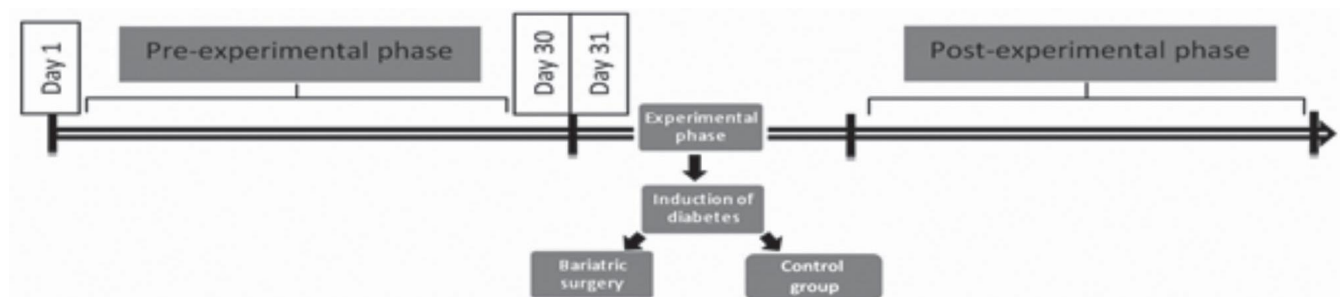 Day 1
Pre-experimental phase
Day 30
Day 31
Post-experimental phase
Experimental
phase
Induction of
diabetes
Bariatric
surgery
Control
group